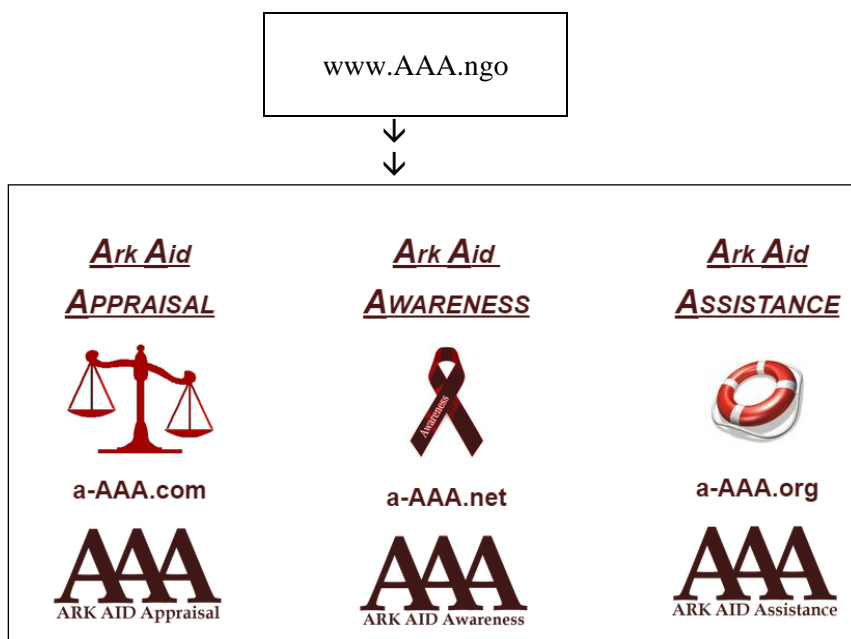 www.AAA.ngo
Ark Aid
APPRAISAL
a-AAA.com
AAA
ARK AID Appraisal
Ark Aid
AWARENESS
Awareness
a-AAA.net
AAA
ARK AID Awareness
Ark Aid
ASSISTANCE
a-AAA.org
AAA
ARK AID Assistance